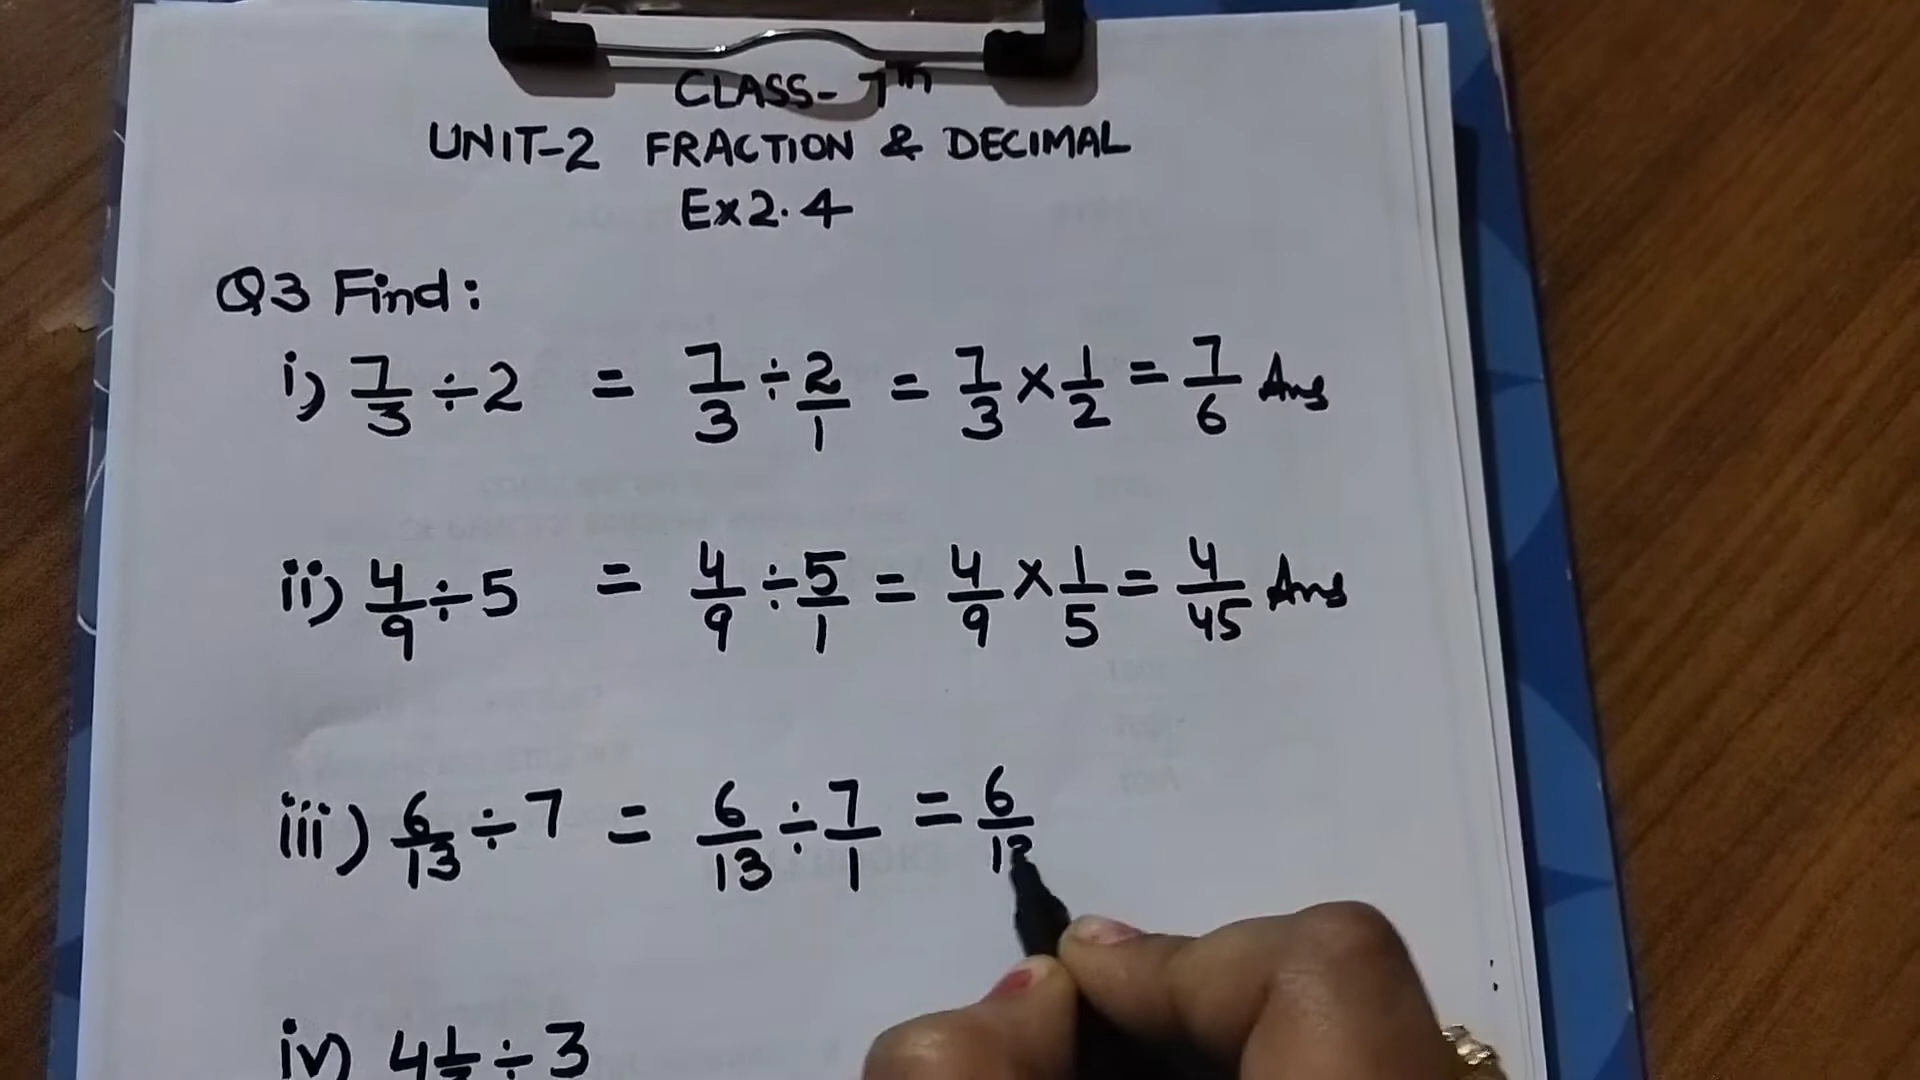 CLASS- 7th
UNIT-2 FRACTION & DECIMAL
Ex 2.4
Q3 Find:
i) 7/3 ÷ 2 = 7/3 ÷ 2/1 = 7/3 × 1/2 = 7/6 Ans
ii) 4/9 ÷ 5 = 4/9 ÷ 5/1 = 4/9 × 1/5 = 4/45 Ans
iii) 6/13 ÷ 7 = 6/13 ÷ 7/1 = 6/13
iv) 4 1/ ÷ 3